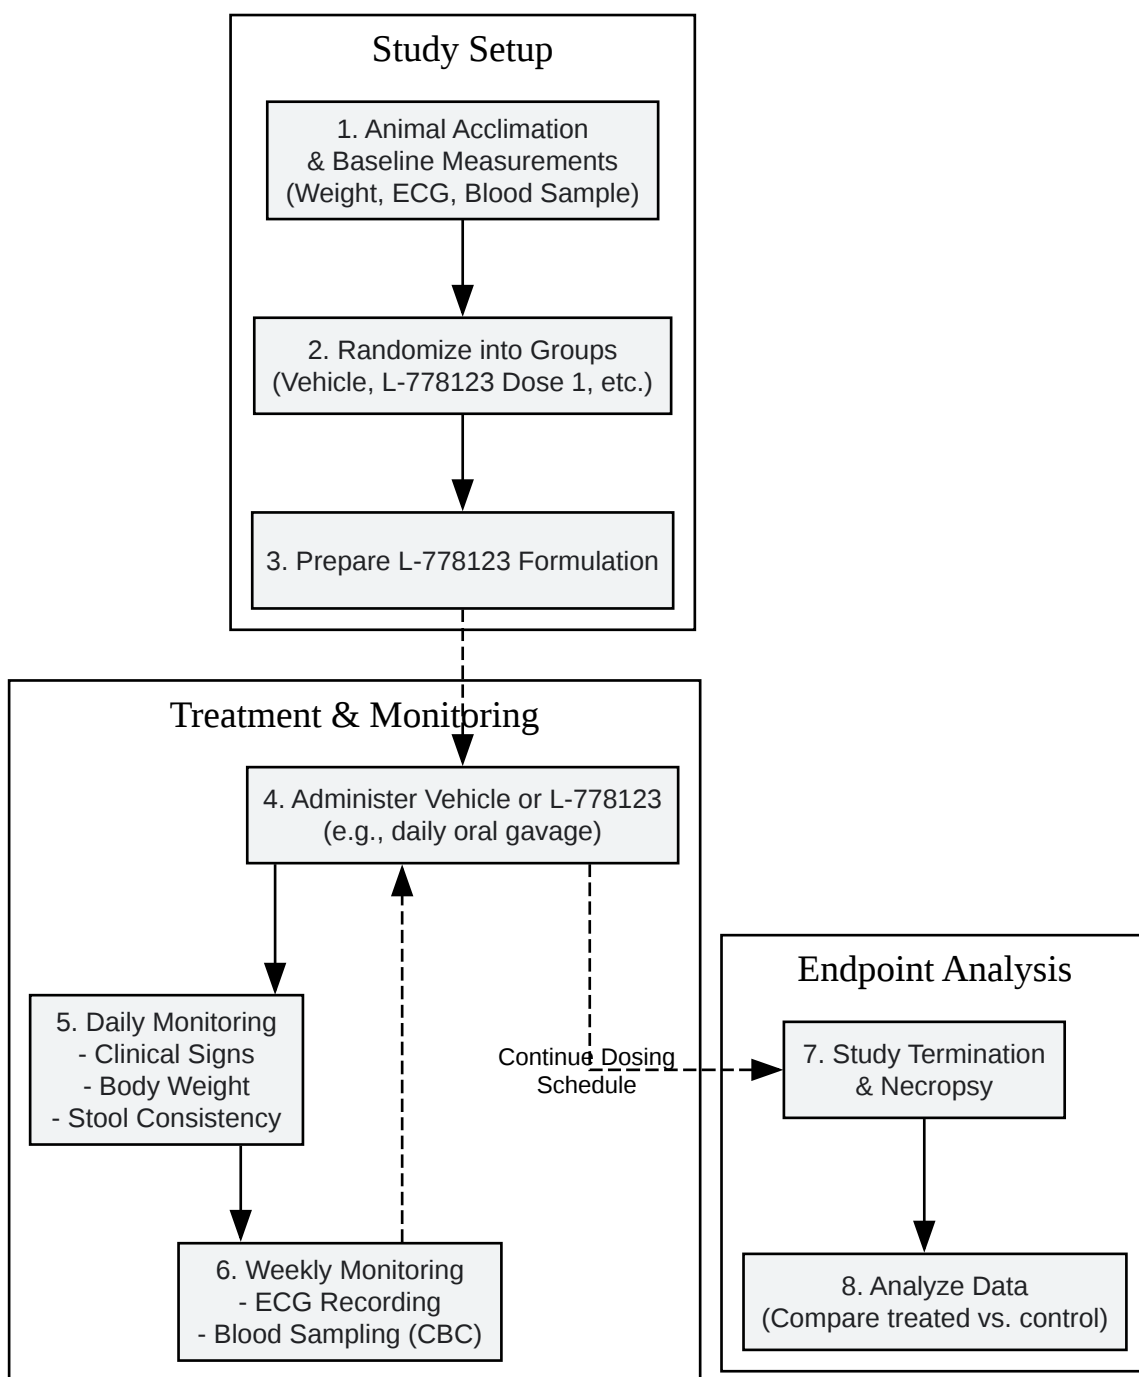 Study Setup
1. Animal Acclimation
& Baseline Measurements
(Weight, ECG, Blood Sample)
2. Randomize into Groups
(Vehicle, L-778123 Dose 1, etc.)
3. Prepare L-778123 Formulation
Treatment & Monitoring
4. Administer Vehicle or L-778123
(e.g., daily oral gavage)
5. Daily Monitoring
- Clinical Signs
- Body Weight
- Stool Consistency
6. Weekly Monitoring
- ECG Recording
- Blood Sampling (CBC)
Continue Dosing
Schedule
Endpoint Analysis
7. Study Termination
& Necropsy
8. Analyze Data
(Compare treated vs. control)